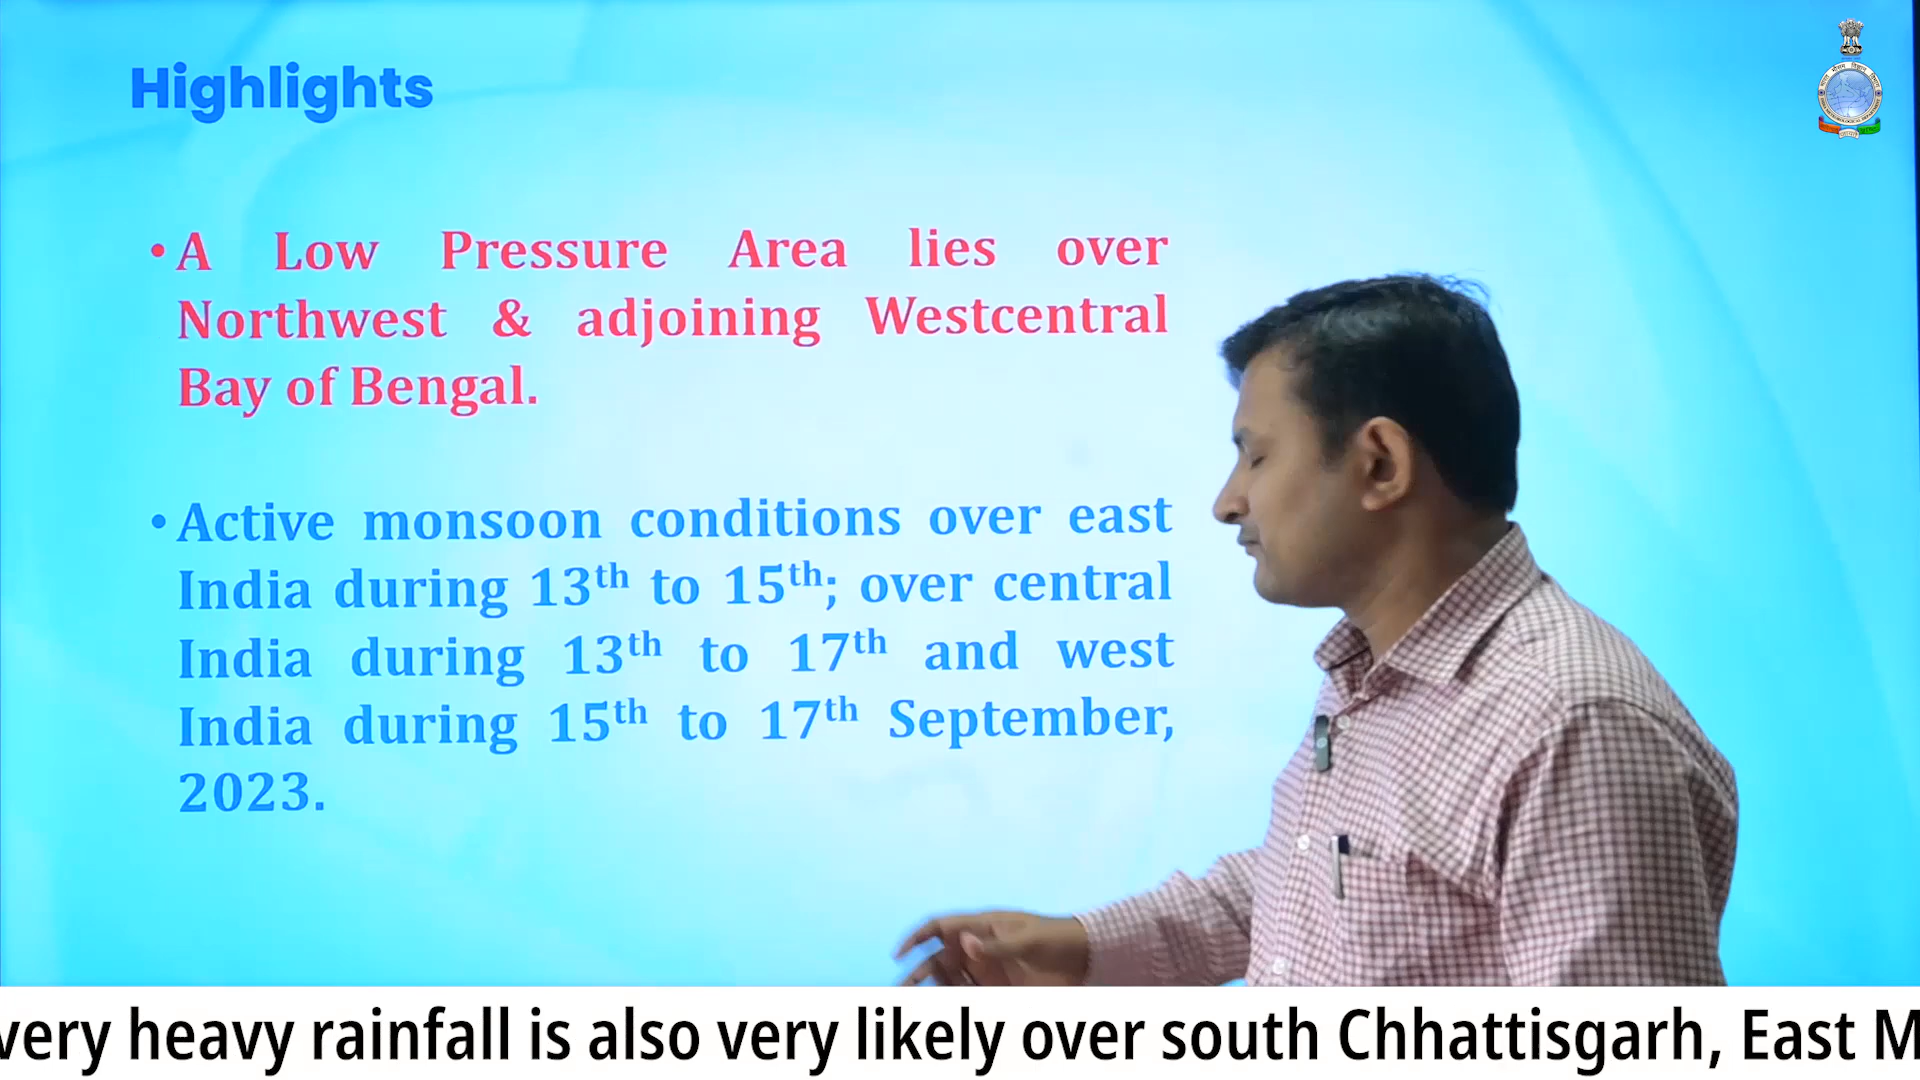 Highlights
• A Low Pressure Area lies over
Northwest & adjoining Westcentral
Bay of Bengal.
• Active monsoon conditions over east
India during 13th to 15th; over central
India during 13th to 17th and west
India during 15th to 17th September,
2023.
very heavy rainfall is also very likely over south Chhattisgarh, East M